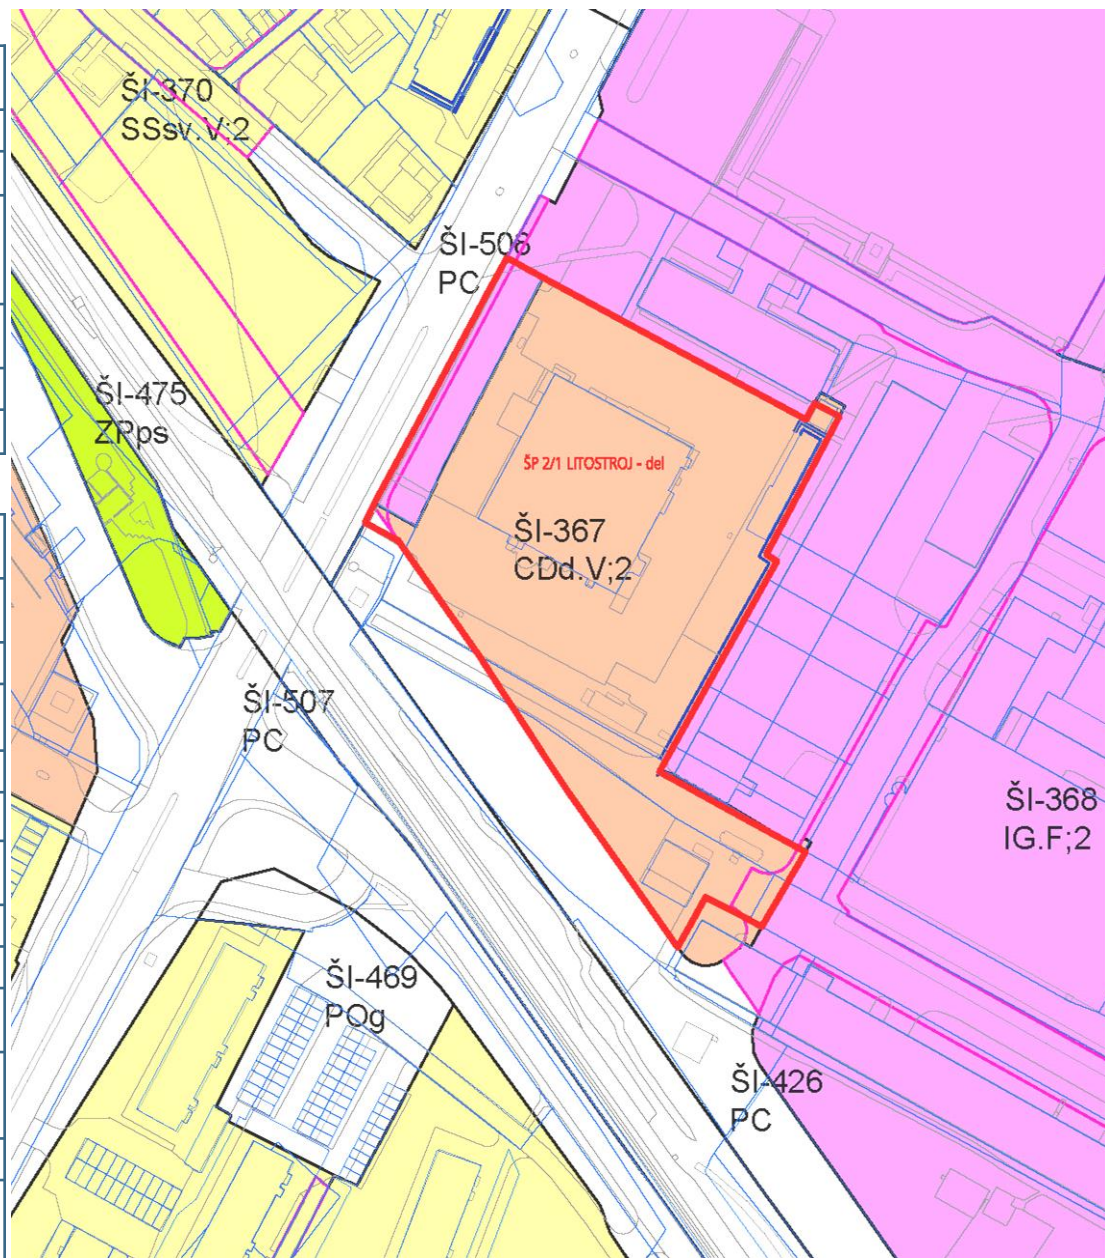 ŠI-370
SSsv.V;2
ŠI-506
PC
ŠI-475
ZPps
ŠP 2/1 LITOSTROJ - del
ŠI-367
CDd.V;2
ŠI-507
PC
ŠI-368
IG.F;2
ŠI-469
POg
ŠI-426
PC